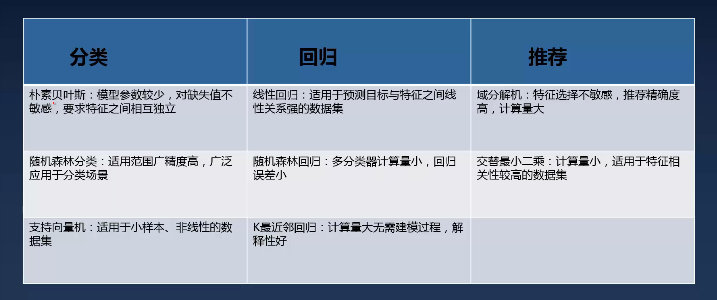 分类
回归
推荐
朴素贝叶斯：模型参数较少，对缺失值不
敏感，要求特征之间相互独立
线性回归：适用于预测目标与特征之间线
性关系强的数据集
域分解机：特征选择不敏感，推荐精确度
高，计算量大
随机森林分类：适用范围广精度高，广泛
应用于分类场景
随机森林回归：多分类器计算量小，回归
误差小
交替最小二乘：计算量小，适用于特征相
关性较高的数据集
支持向量机：适用于小样本、非线性的数
据集
K最近邻回归：计算量大无需建模过程，解
释性好